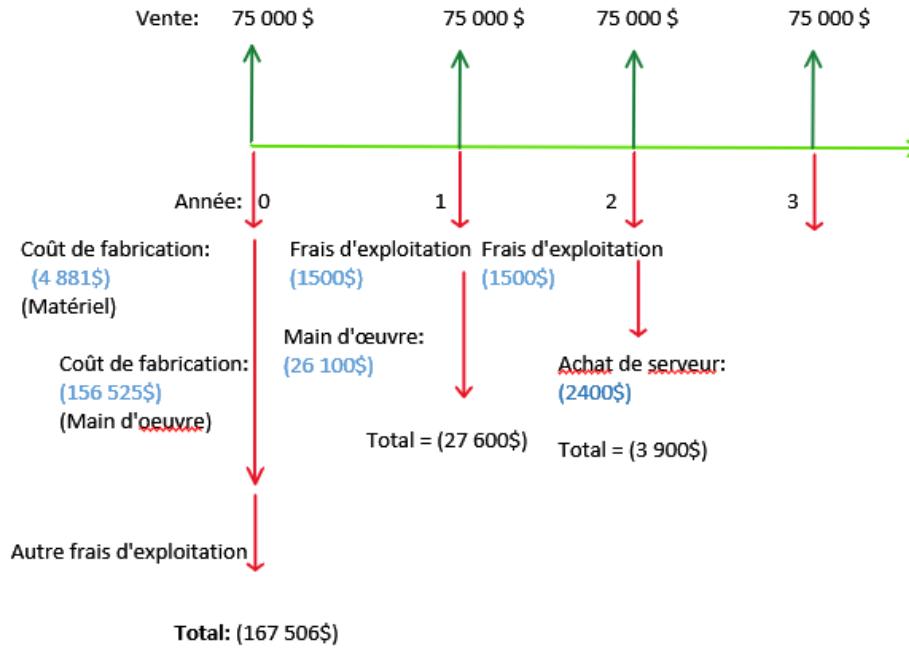 Vente: 75 000 $ 75 000 $ 75 000 $ 75 000 $
Année: 0 1 2 3
Coût de fabrication:
(4 881$)
(Matériel)
Frais d'exploitation
(1500$)
Frais d'exploitation
(1500$)
Main d'œuvre:
(26 100$)
Coût de fabrication:
(156 525$)
(Main d'oeuvre)
Achat de serveur:
(2400$)
Total = (27 600$)
Total = (3 900$)
Autre frais d'exploitation
Total: (167 506$)